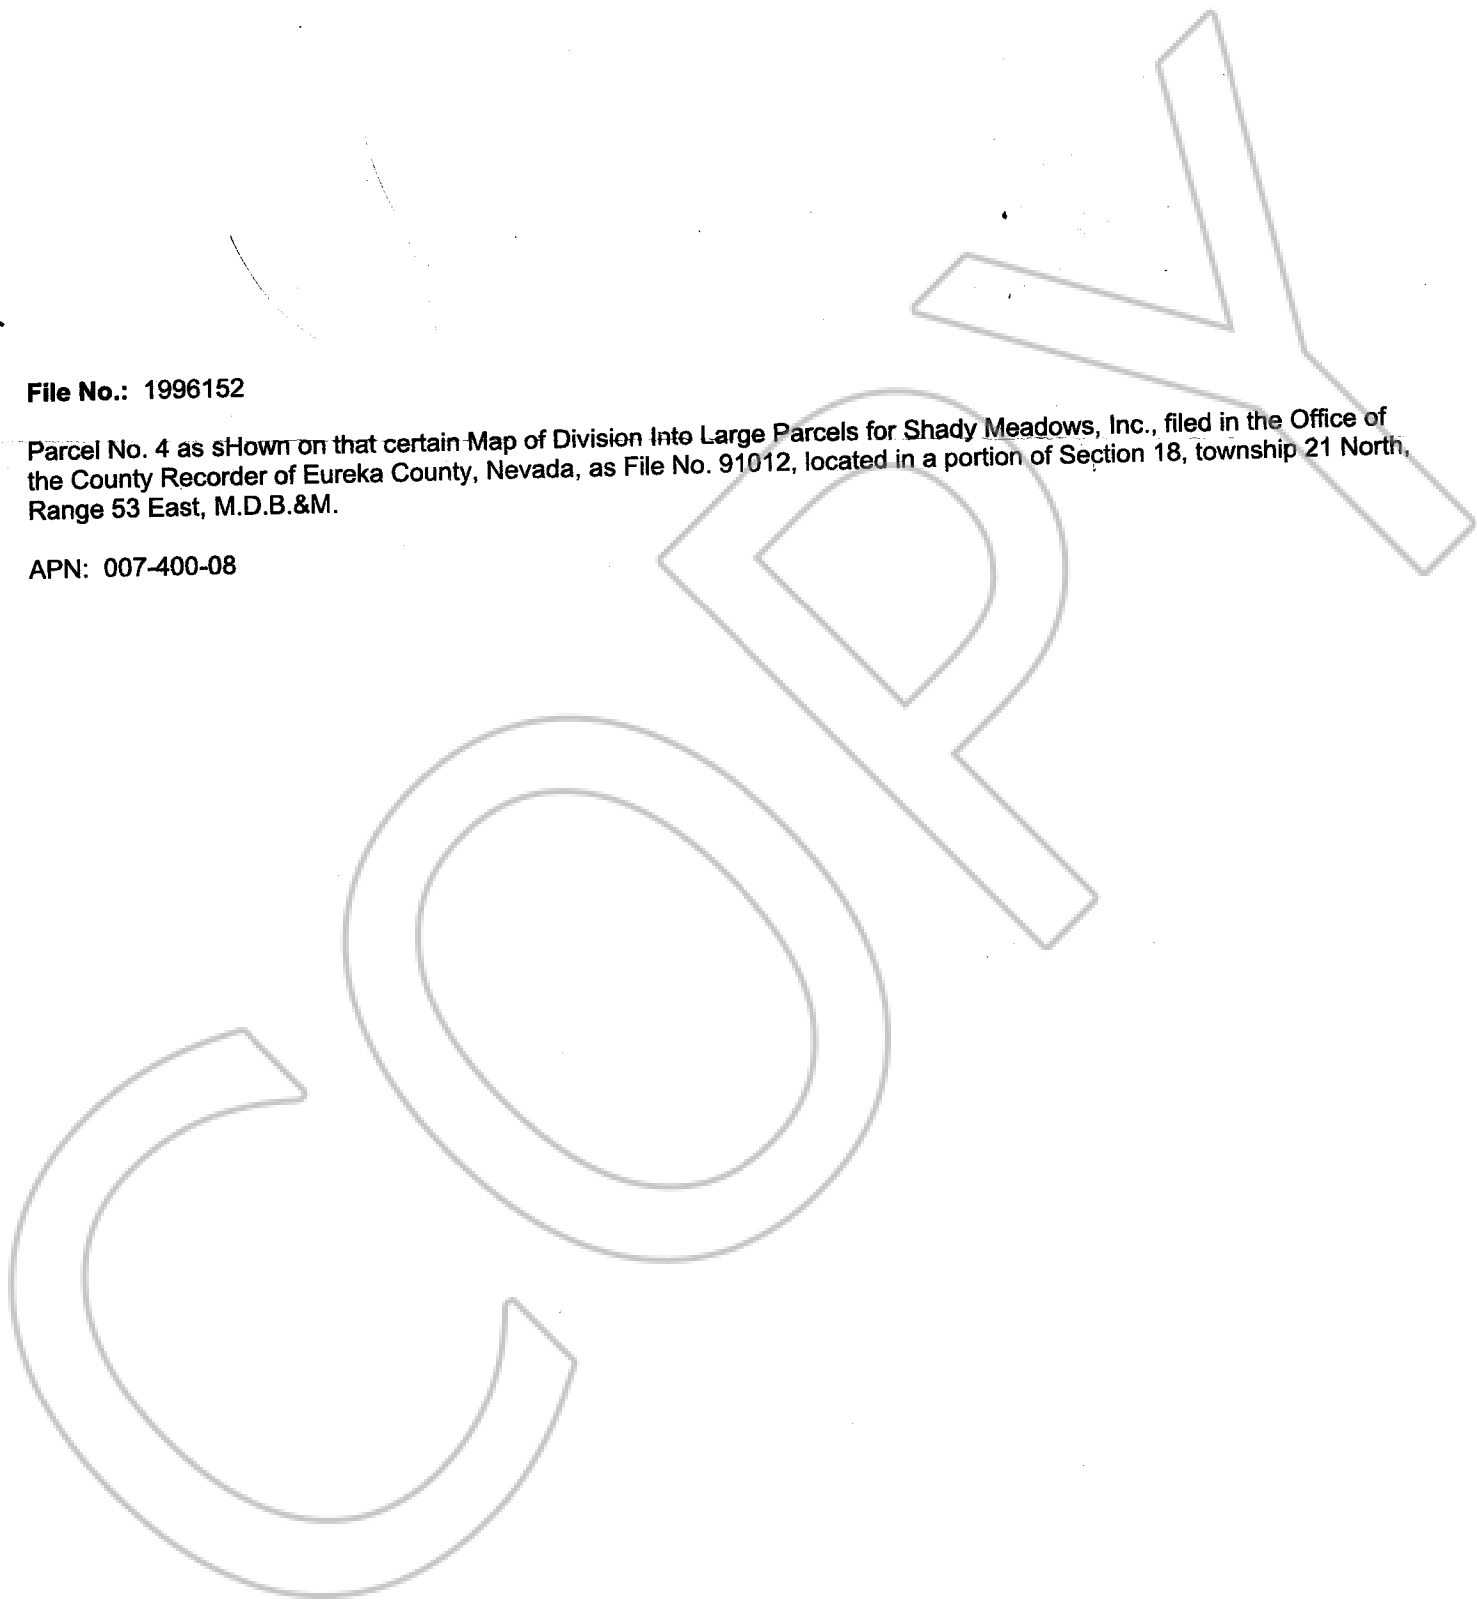 File No.: 1996152
Parcel No. 4 as sHown on that certain Map of Division Into Large Parcels for Shady Meadows, Inc., filed in the Office of
the County Recorder of Eureka County, Nevada, as File No. 91012, located in a portion of Section 18, township 21 North,
Range 53 East, M.D.B.&M.
APN: 007-400-08
COPY